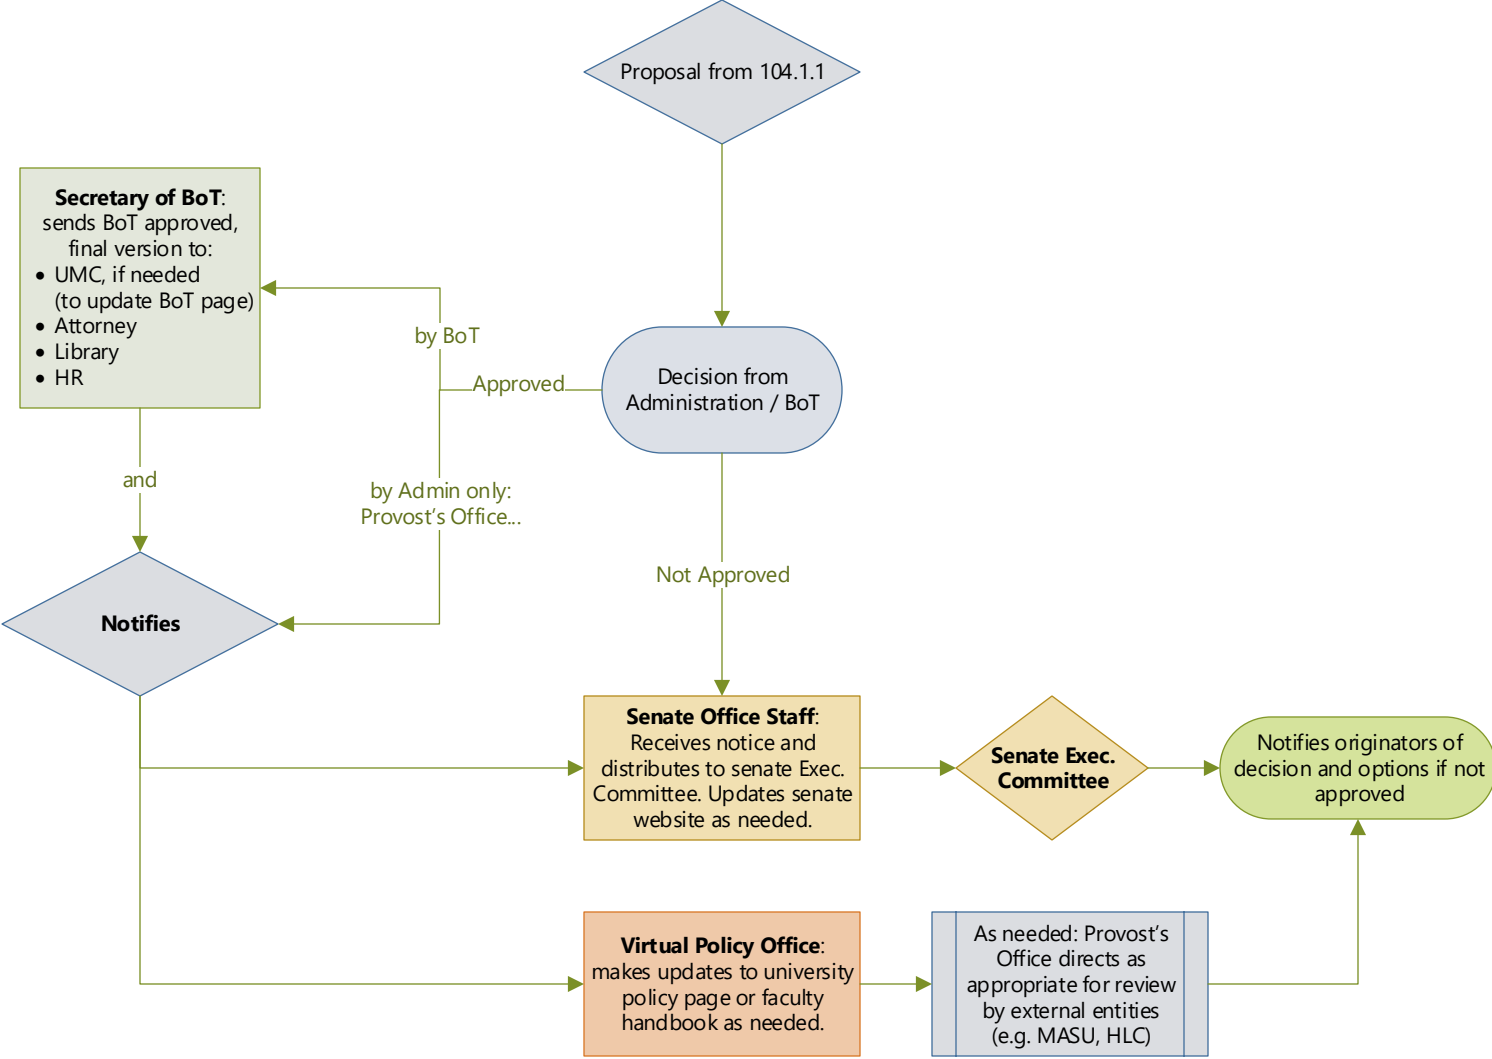 Proposal from 104.1.1
Secretary of BoT:
sends BoT approved,
final version to:
• UMC, if needed
(to update BoT page)
• Attorney
• Library
• HR
by BoT
Approved
Decision from
Administration / BoT
and
by Admin only:
Provost’s Office...
Not Approved
Notifies
Senate Office Staff:
Receives notice and
distributes to senate Exec.
Committee. Updates senate
website as needed.
Senate Exec.
Committee
Notifies originators of
decision and options if not
approved
Virtual Policy Office:
makes updates to university
policy page or faculty
handbook as needed.
As needed: Provost’s
Office directs as
appropriate for review
by external entities
(e.g. MASU, HLC)